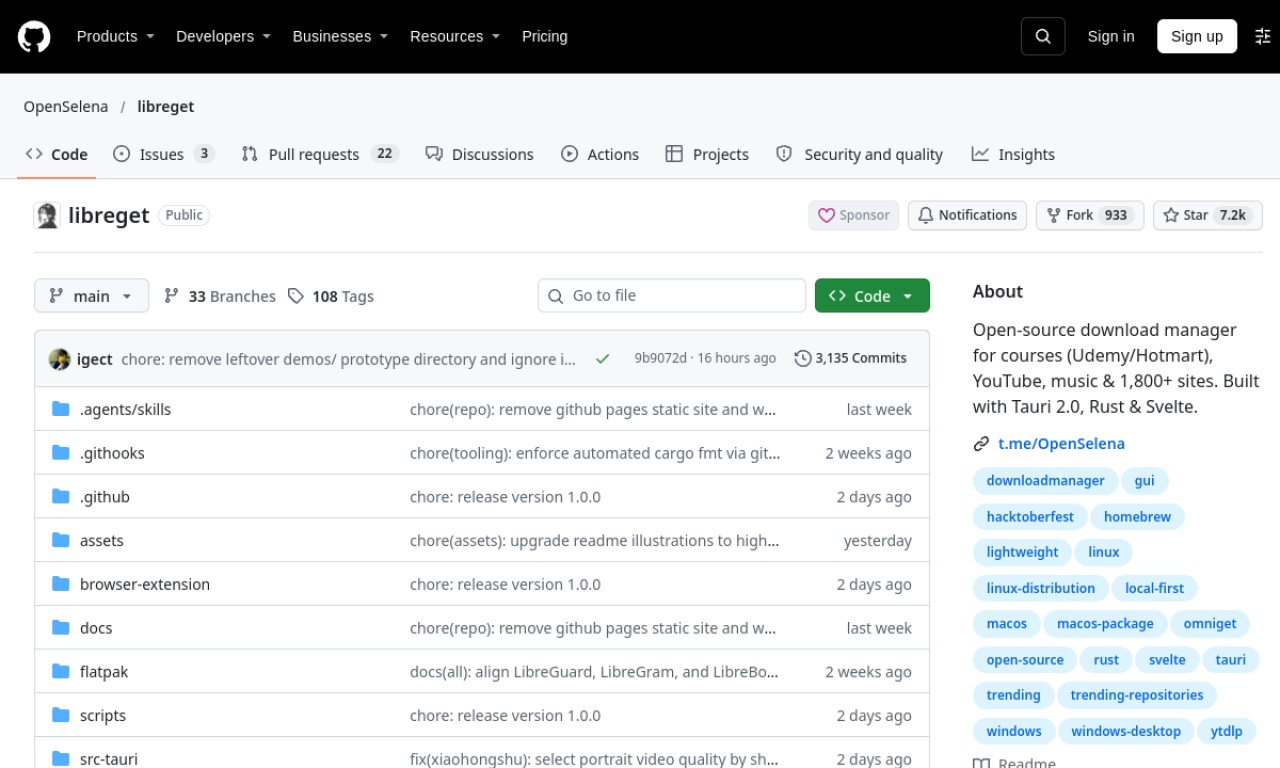 Products Developers Businesses Resources Pricing Sign in Sign up
OpenSelena / libreget
Code Issues 3 Pull requests 22 Discussions Actions Projects Security and quality Insights
libreget Public Sponsor Notifications Fork 933 Star 7.2k
main 33 Branches 108 Tags Go to file Code
igect chore: remove leftover demos/ prototype directory and ignore i... 9b9072d · 16 hours ago 3,135 Commits
.agents/skills chore(repo): remove github pages static site and w... last week
.githooks chore(tooling): enforce automated cargo fmt via git... 2 weeks ago
.github chore: release version 1.0.0 2 days ago
assets chore(assets): upgrade readme illustrations to high... yesterday
browser-extension chore: release version 1.0.0 2 days ago
docs chore(repo): remove github pages static site and w... last week
flatpak docs(all): align LibreGuard, LibreGram, and LibreBo... 2 weeks ago
scripts chore: release version 1.0.0 2 days ago
src-tauri fix(xiaohongshu): select portrait video quality by sh... 2 days ago
About
Open-source download manager
for courses (Udemy/Hotmart),
YouTube, music & 1,800+ sites. Built
with Tauri 2.0, Rust & Svelte.
t.me/OpenSelena
downloadmanager gui
hacktoberfest homebrew
lightweight linux
linux-distribution local-first
macos macos-package omniget
open-source rust svelte tauri
trending trending-repositories
windows windows-desktop ytdlp
Readme